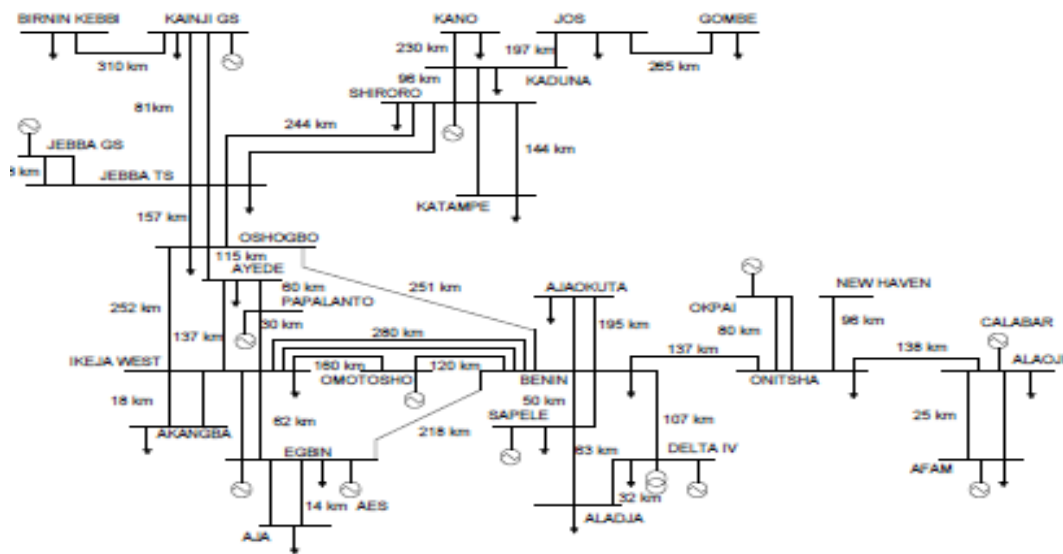 BIRNIN KEBBI
KAINJI GS
KANO
JOS
GOMBE
310 km
230 km
197 km
265 km
96 km
KADUNA
SHIRORO
81km
244 km
144 km
JEBBA GS
8 km
JEBBA TS
KATAMPE
157 km
OSHOGBO
115 km
AYEDE
60 km
251 km
AJAOKUTA
NEW HAVEN
OKPAI
252 km
PAPALANTO
30 km
195 km
80 km
96 km
CALABAR
137 km
280 km
137 km
138 km
ALAOJI
IKEJA WEST
160 km
OMOTOSHO
120 km
BENIN
ONITSHA
18 km
50 km
62 km
SAPELE
107 km
25 km
AKANGBA
218 km
EGBIN
63 km
DELTA IV
AFAM
14 km
AES
32 km
AJA
ALADJA